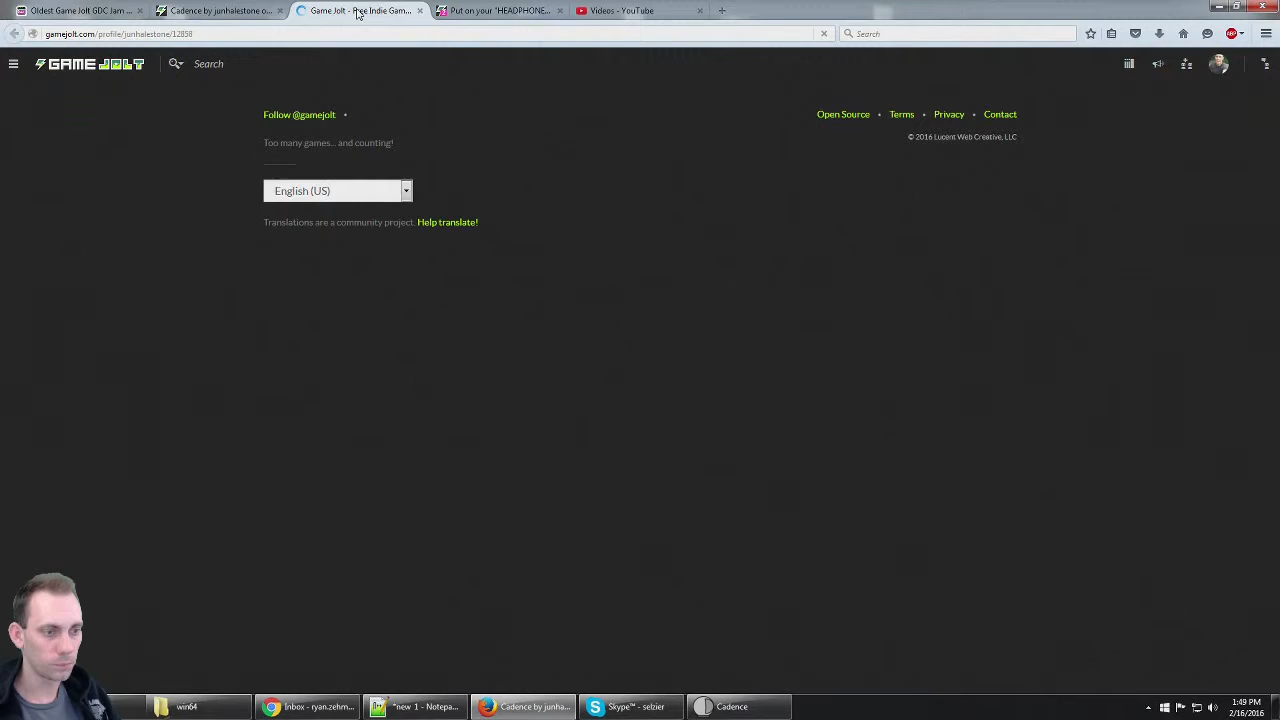 Oldest Game Jolt GDC Jam ...
Cadence by junhalestone o...
Game Jolt - Free Indie Gam...
Put on your "HEADPHONE...
Videos - YouTube
gamejolt.com/profile/junhalestone/12858
Search
GAME JOLT
Search
Follow @gamejolt
Open Source
Terms
Privacy
Contact
Too many games... and counting!
© 2016 Lucent Web Creative, LLC
English (US)
Translations are a community project. Help translate!
win64
Inbox - ryan.zehm...
*new 1 - Notepa...
Cadence by junha...
Skype™ - selzier
Cadence
1:49 PM
2/16/2016